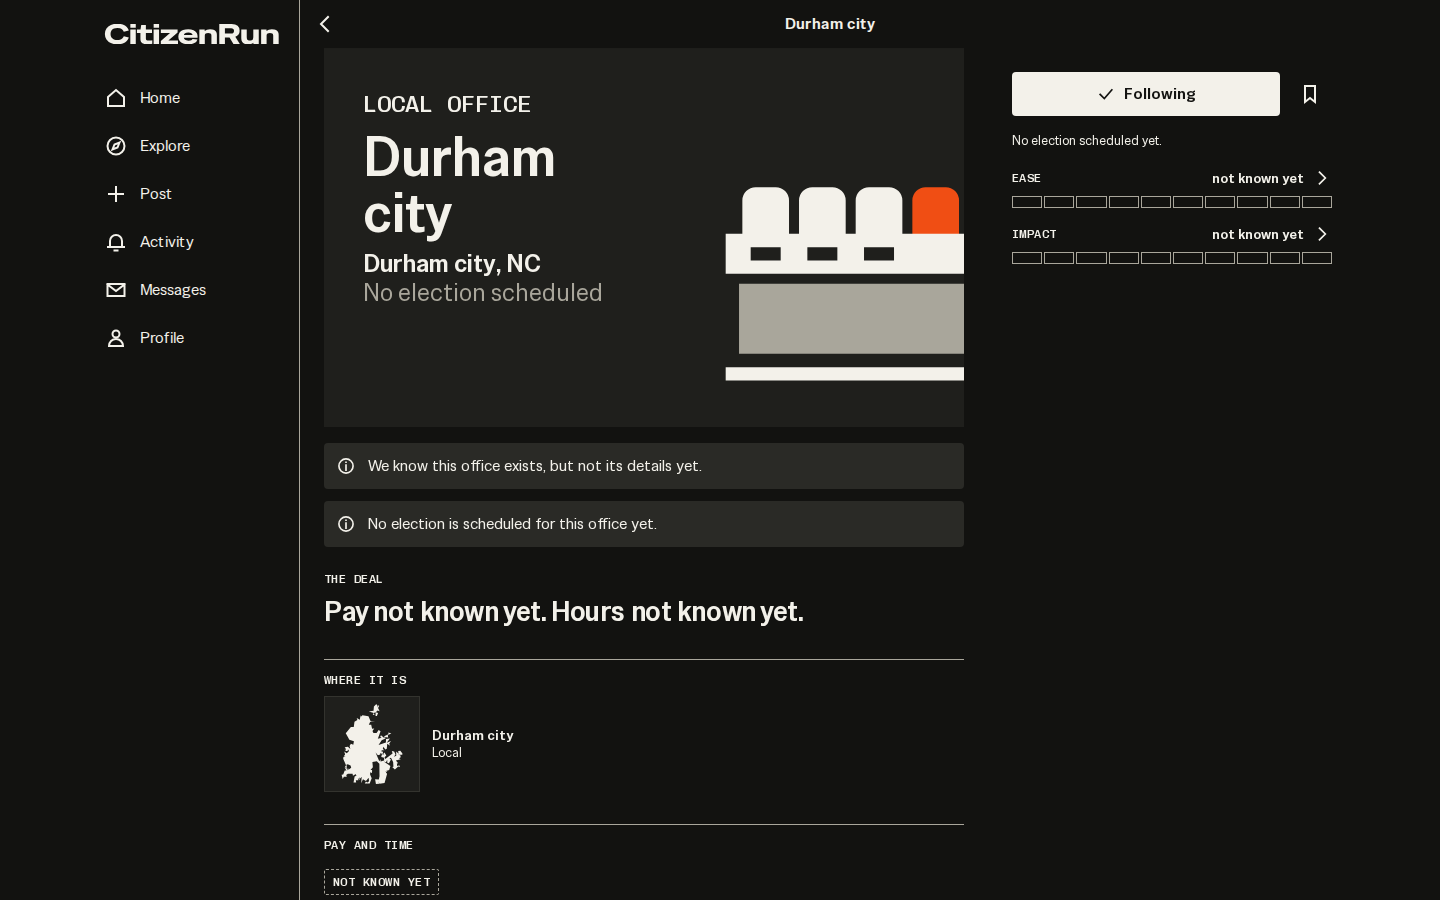 CitizenRun
Home
Explore
Post
Activity
Messages
Profile
Durham city
LOCAL OFFICE
Durham
city
Durham city, NC
No election scheduled
We know this office exists, but not its details yet.
No election is scheduled for this office yet.
THE DEAL
Pay not known yet. Hours not known yet.
WHERE IT IS
Durham city
Local
PAY AND TIME
NOT KNOWN YET
Following
No election scheduled yet.
EASE not known yet
IMPACT not known yet